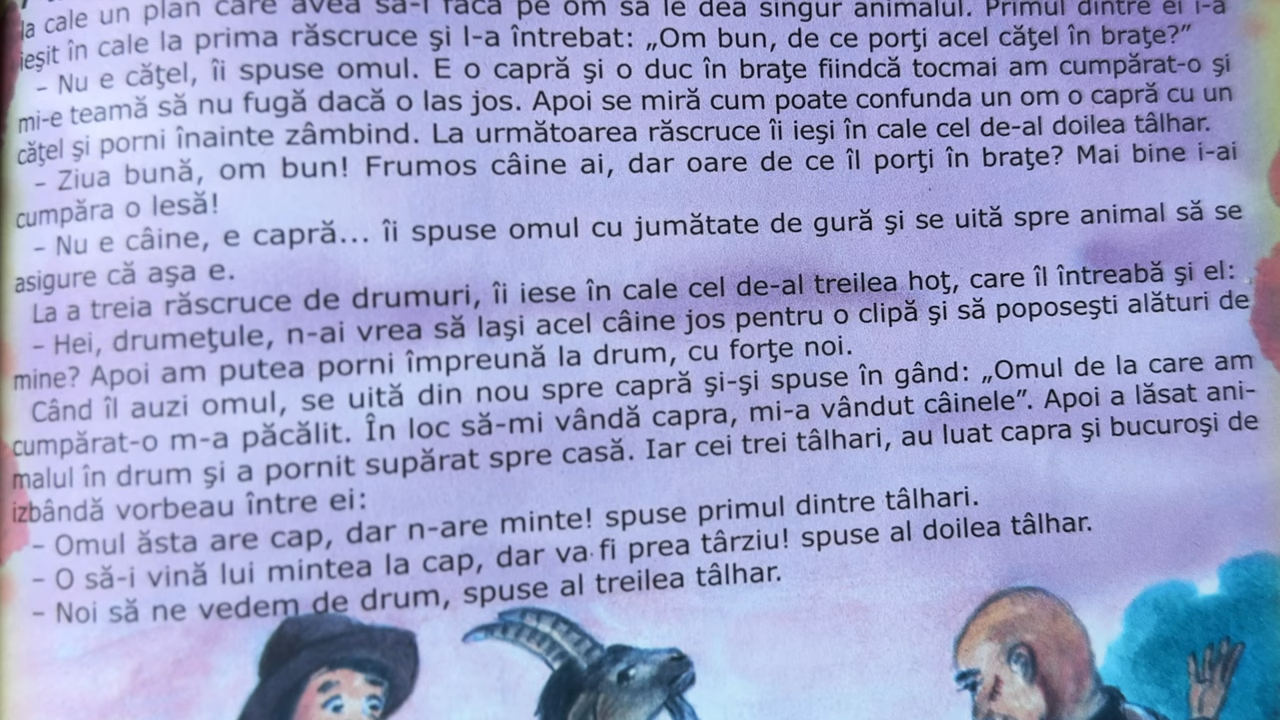 la cale un plan care avea să-l facă pe om să le dea singur animalul. Primul dintre ei i-a
ieşit în cale la prima răscruce şi l-a întrebat: „Om bun, de ce porţi acel căţel în braţe?”
– Nu e căţel, îi spuse omul. E o capră şi o duc în braţe fiindcă tocmai am cumpărat-o şi
mi-e teamă să nu fugă dacă o las jos. Apoi se miră cum poate confunda un om o capră cu un
căţel şi porni înainte zâmbind. La următoarea răscruce îi ieşi în cale cel de-al doilea tâlhar.
– Ziua bună, om bun! Frumos câine ai, dar oare de ce îl porţi în braţe? Mai bine i-ai
cumpăra o lesă!
– Nu e câine, e capră... îi spuse omul cu jumătate de gură şi se uită spre animal să se
asigure că aşa e.
La a treia răscruce de drumuri, îi iese în cale cel de-al treilea hoţ, care îl întreabă şi el:
– Hei, drumeţule, n-ai vrea să laşi acel câine jos pentru o clipă şi să poposeşti alături de
mine? Apoi am putea porni împreună la drum, cu forţe noi.
Când îl auzi omul, se uită din nou spre capră şi-şi spuse în gând: „Omul de la care am
cumpărat-o m-a păcălit. În loc să-mi vândă capra, mi-a vândut câinele”. Apoi a lăsat ani-
malul în drum şi a pornit supărat spre casă. Iar cei trei tâlhari, au luat capra şi bucuroşi de
izbândă vorbeau între ei:
– Omul ăsta are cap, dar n-are minte! spuse primul dintre tâlhari.
– O să-i vină lui mintea la cap, dar va fi prea târziu! spuse al doilea tâlhar.
– Noi să ne vedem de drum, spuse al treilea tâlhar.